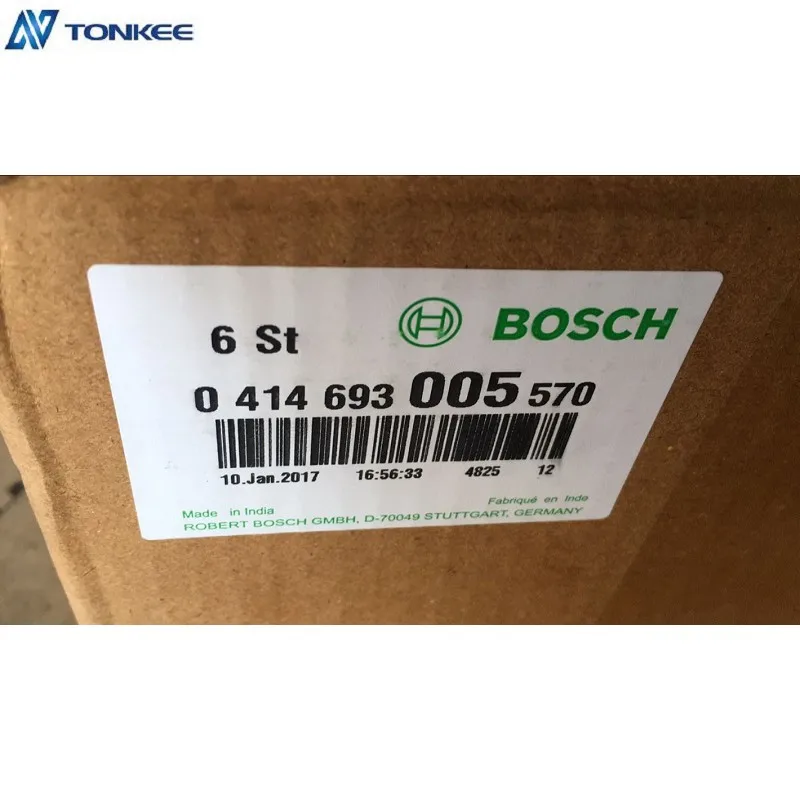 TONKEE
6 St
BOSCH
0 414 693 005 570
10.Jan.2017 16:56:33 4825 12
Made in India
Fabriqué en Inde
ROBERT BOSCH GMBH, D-70049 STUTTGART, GERMANY